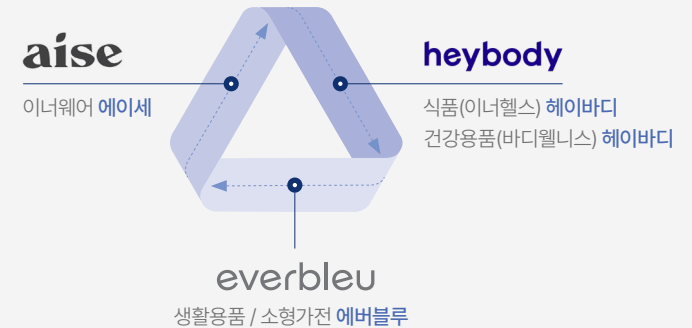 aise
이너웨어 에이세
heybody
식품(이너헬스) 헤이바디
건강용품(바디웰니스) 헤이바디
everbleu
생활용품 / 소형가전 에버블루